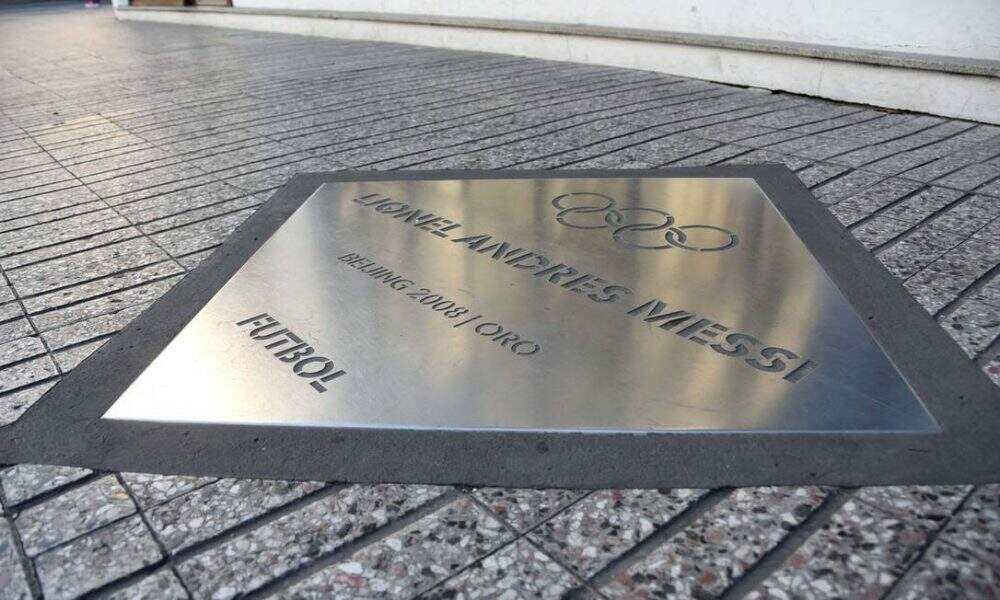 LIONEL ANDRES MESSI
BEIJING 2008 | ORO
FUTBOL